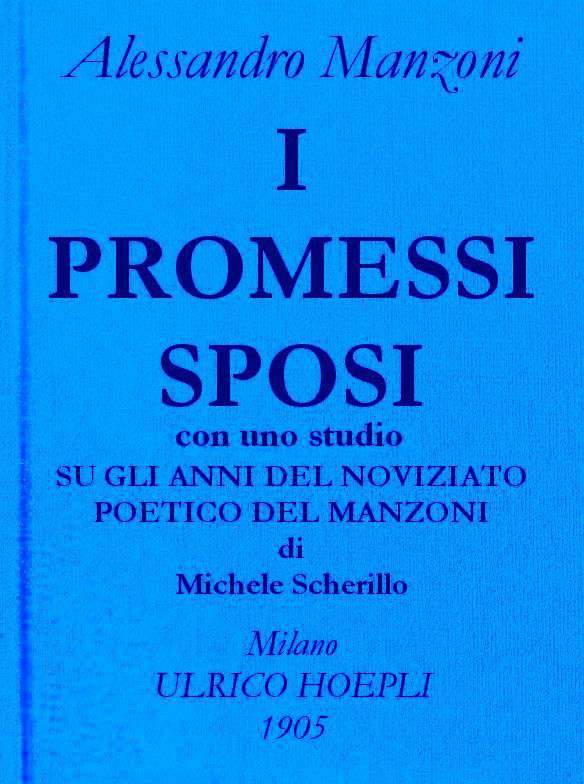 Alessandro Manzoni
I
PROMESSI
SPOSI
con uno studio
SU GLI ANNI DEL NOVIZIATO
POETICO DEL MANZONI
di
Michele Scherillo
Milano
ULRICO HOEPLI
1905